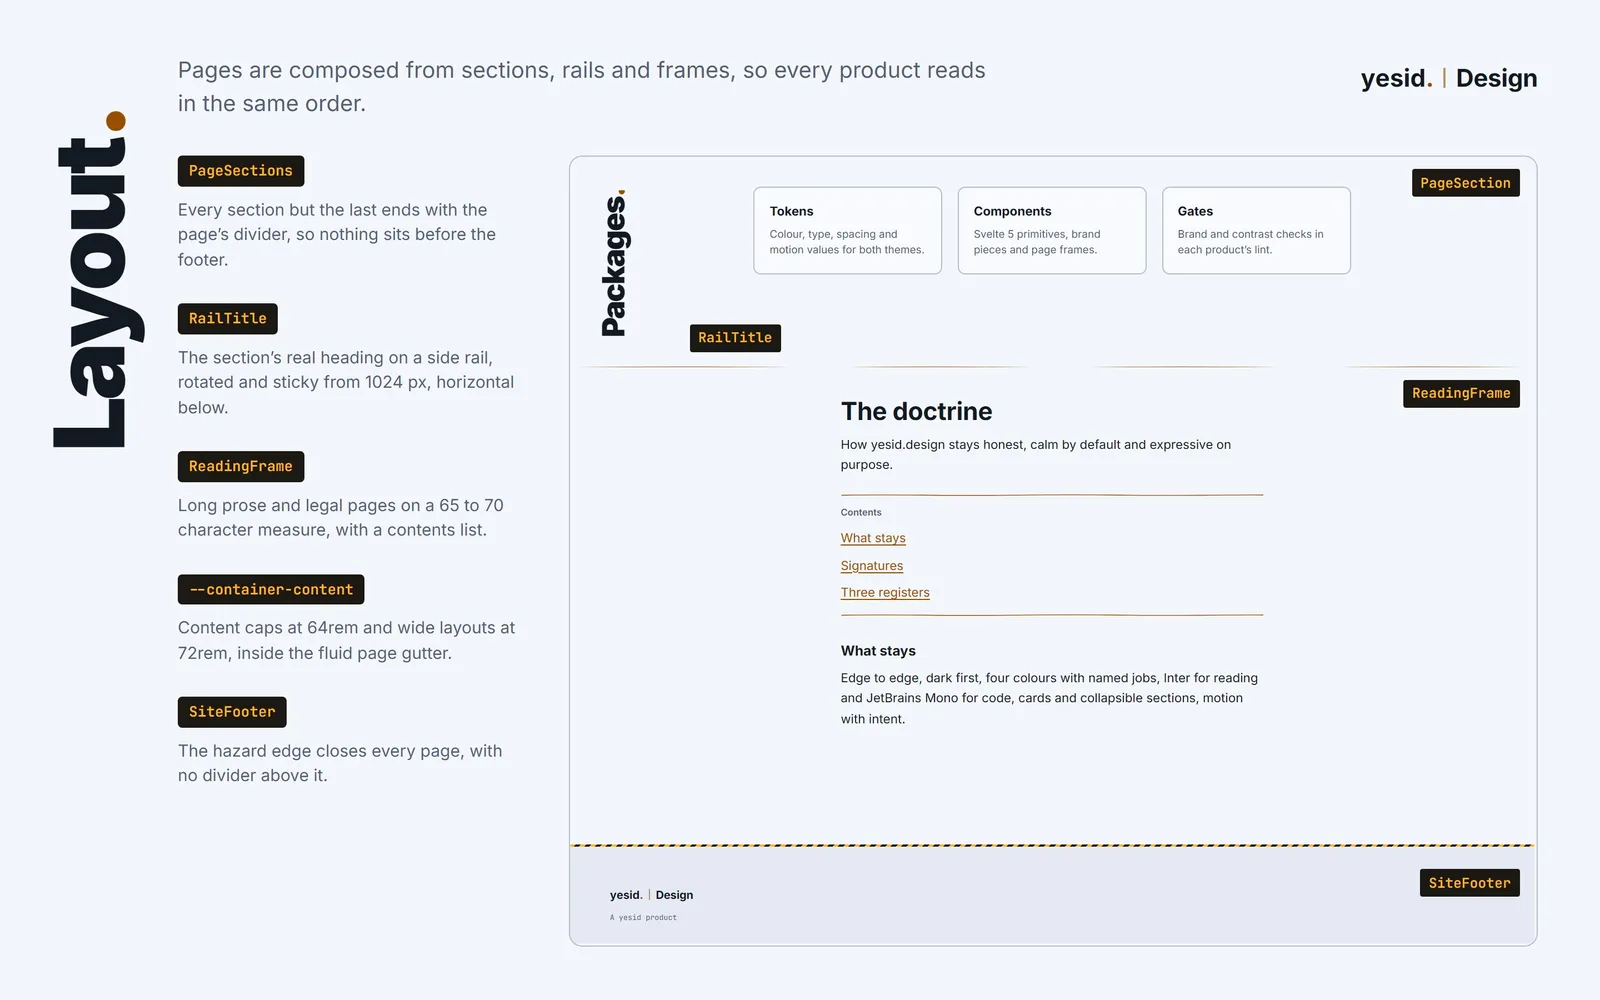 Layout.
Pages are composed from sections, rails and frames, so every product reads
in the same order.
yesid. | Design
PageSections
Every section but the last ends with the
page’s divider, so nothing sits before the
footer.
RailTitle
The section’s real heading on a side rail,
rotated and sticky from 1024 px, horizontal
below.
ReadingFrame
Long prose and legal pages on a 65 to 70
character measure, with a contents list.
--container-content
Content caps at 64rem and wide layouts at
72rem, inside the fluid page gutter.
SiteFooter
The hazard edge closes every page, with
no divider above it.
Packages.
Tokens
Colour, type, spacing and
motion values for both themes.
Components
Svelte 5 primitives, brand
pieces and page frames.
Gates
Brand and contrast checks in
each product’s lint.
PageSection
RailTitle
ReadingFrame
The doctrine
How yesid.design stays honest, calm by default and expressive on
purpose.
Contents
What stays
Signatures
Three registers
What stays
Edge to edge, dark first, four colours with named jobs, Inter for reading
and JetBrains Mono for code, cards and collapsible sections, motion
with intent.
SiteFooter
yesid. | Design
A yesid product